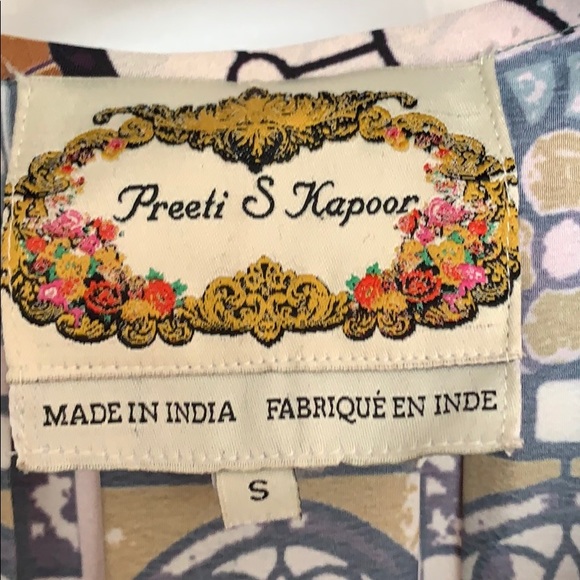 Preeti S Kapoor
MADE IN INDIA FABRIQUÉ EN INDE
S